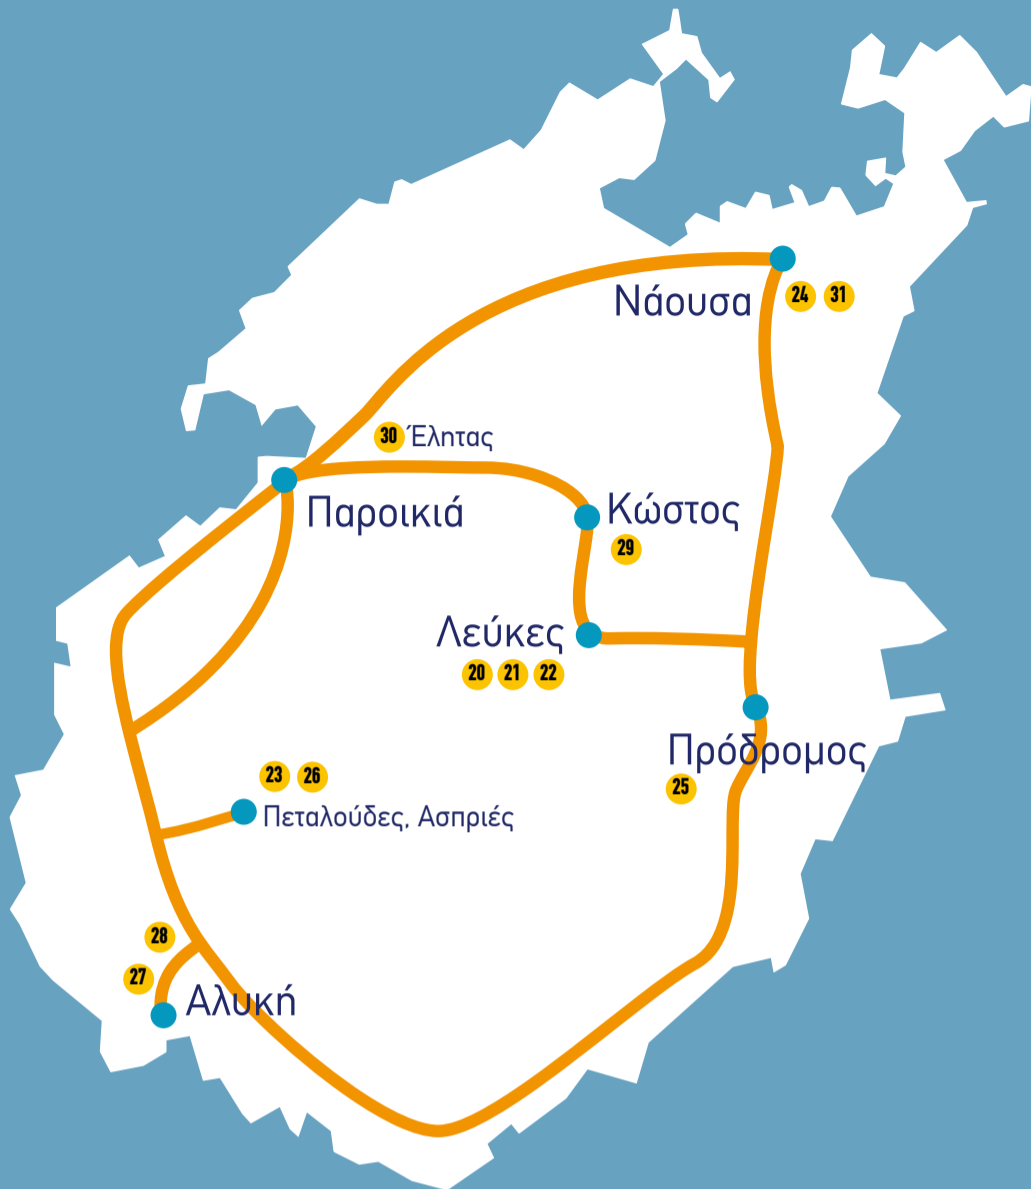 Νάουσα
24 31
30 Έλητας
Παροικιά
Κώστος
29
Λεύκες
20 21 22
Πρόδρομος
25
23 26
Πεταλούδες, Ασπριές
28
27
Αλυκή